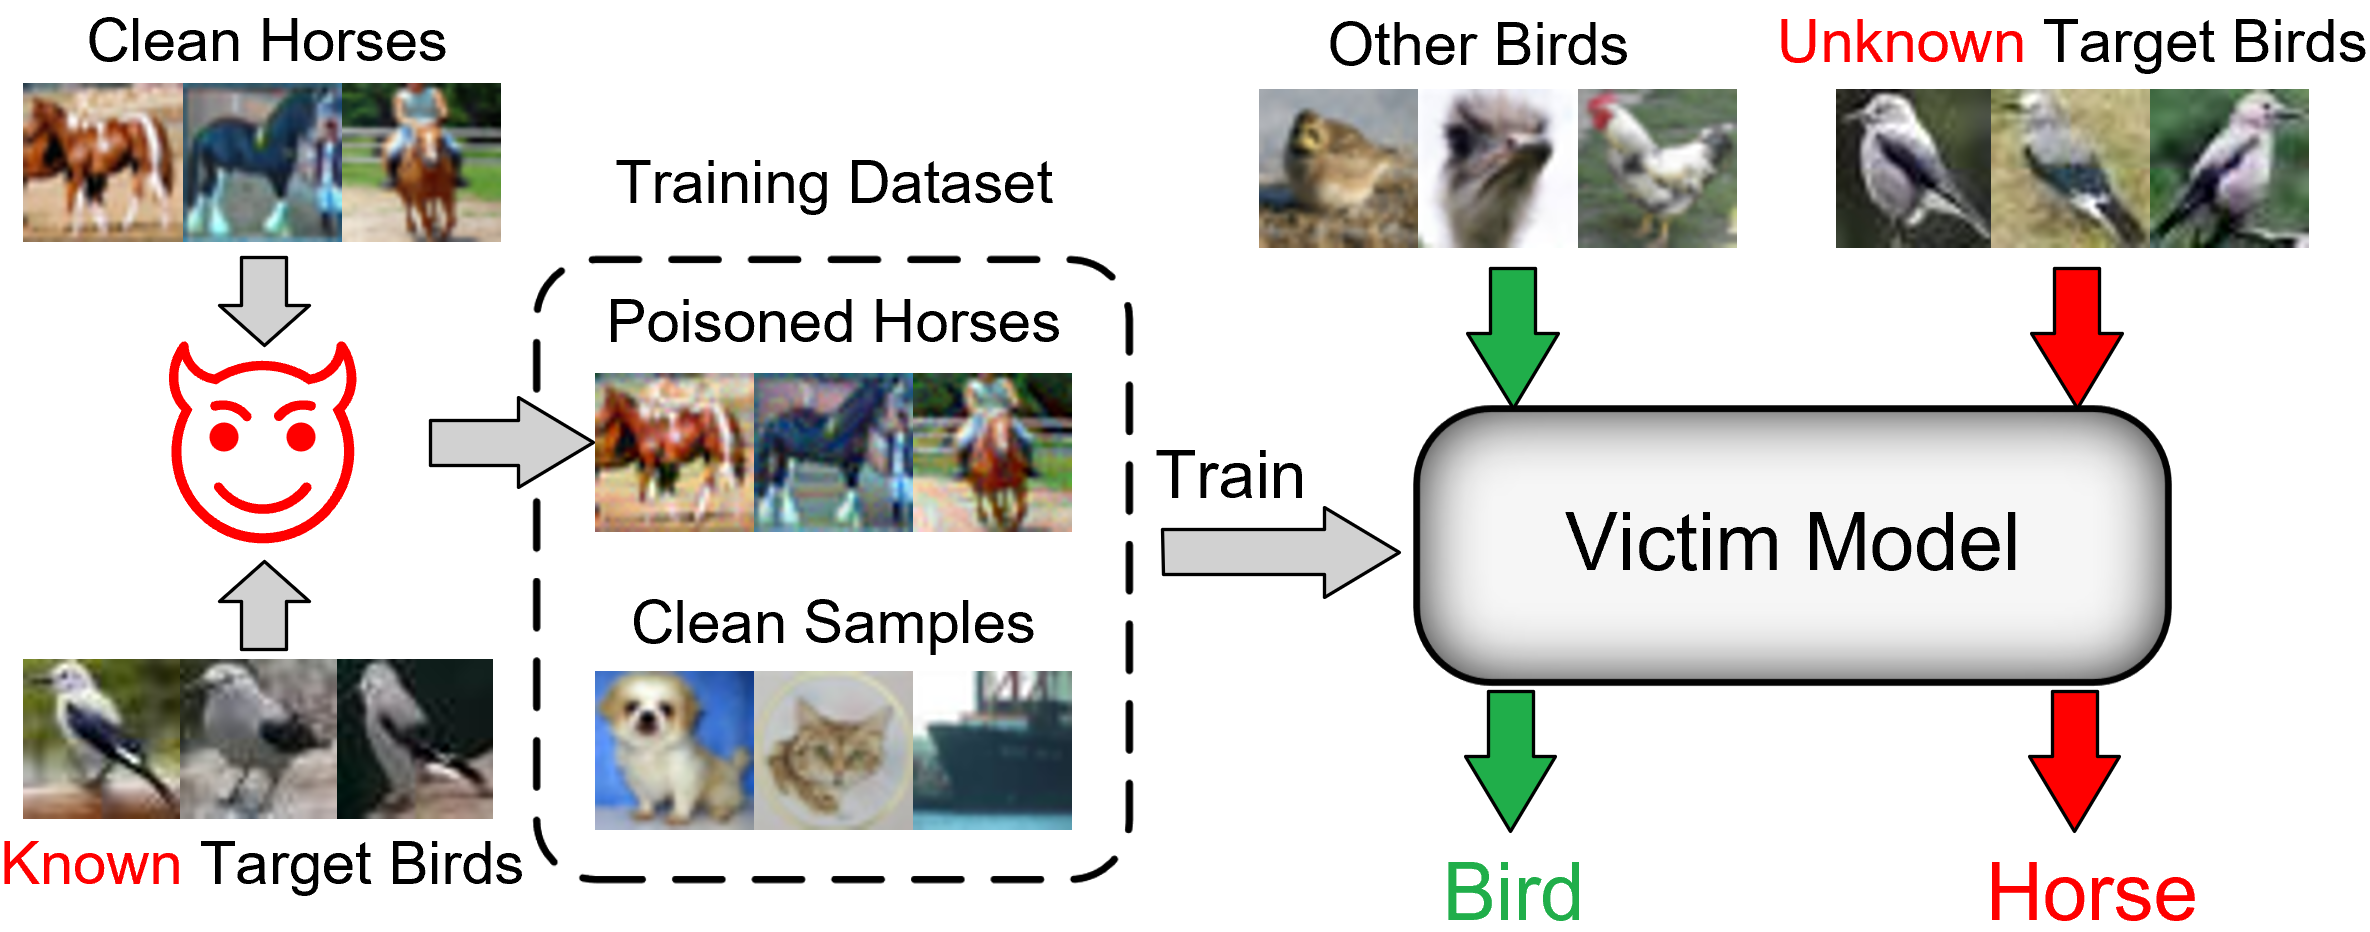 Clean Horses
Known Target Birds
Training Dataset
Poisoned Horses
Clean Samples
Train
Other Birds
Unknown Target Birds
Victim Model
Bird
Horse